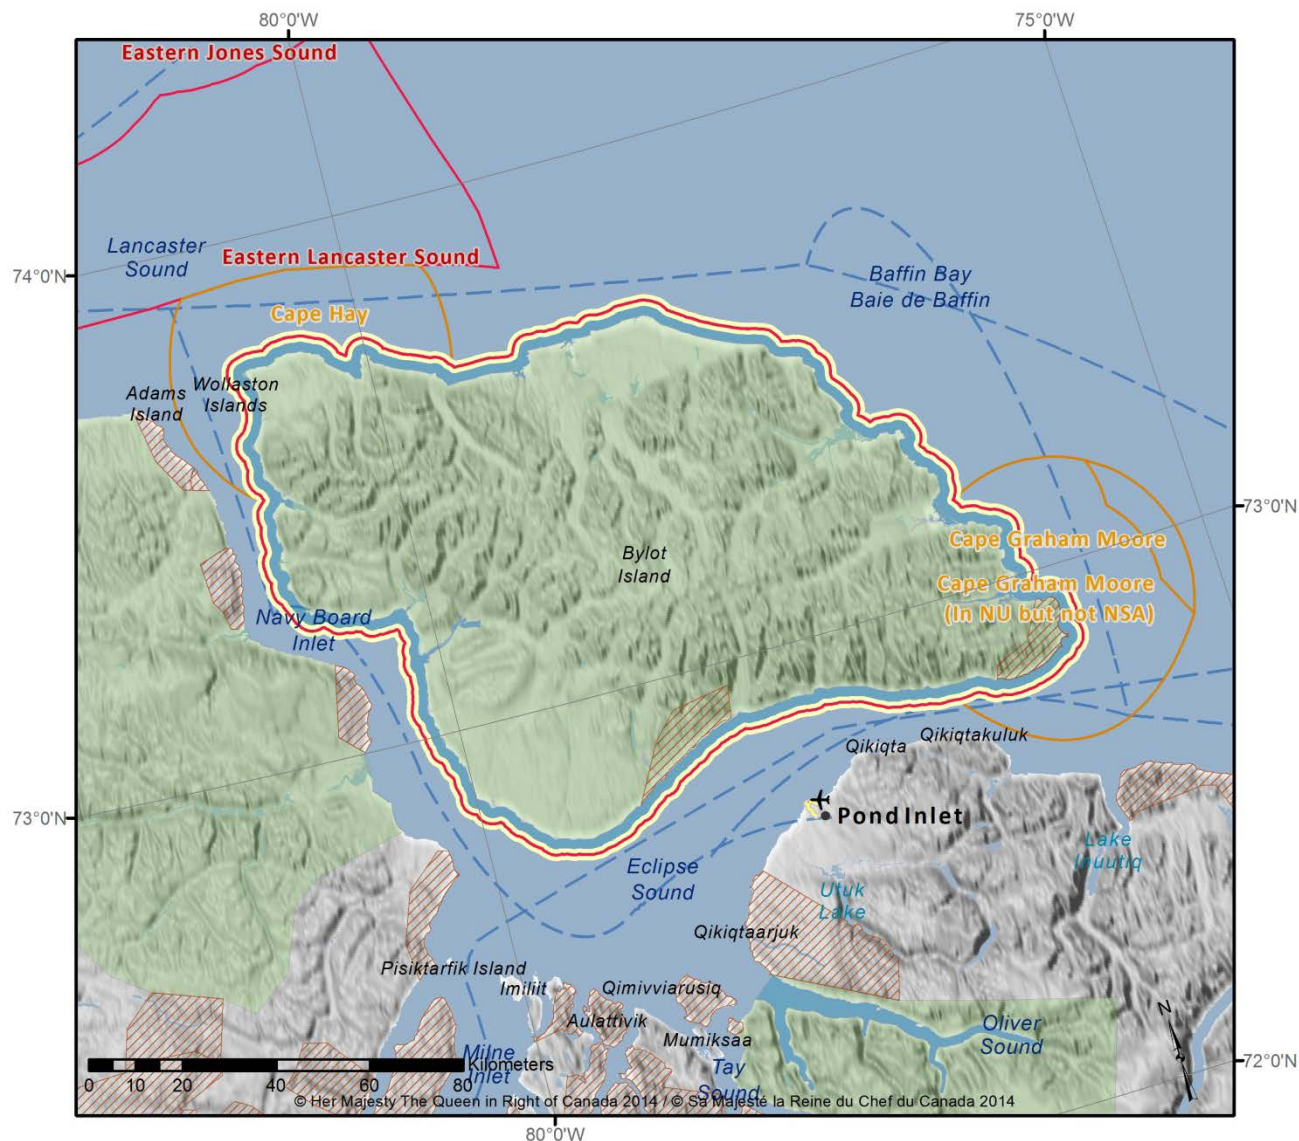 80°0'W
75°0'W
Eastern Jones Sound
Lancaster
Sound
Eastern Lancaster Sound
74°0'N
Baffin Bay
Baie de Baffin
Cape Hay
Adams
Island
Wollaston
Islands
73°0'N
Cape Graham Moore
Bylot
Island
Cape Graham Moore
(In NU but not NSA)
Navy Board
Inlet
Qikiqta
Qikiqtakuluk
73°0'N
Pond Inlet
Lake
Inuutiq
Eclipse
Sound
Utuk
Lake
Qikiqtaarjuk
Pisiktarfik Island
Imiliit
Qimivviarusiq
Aulattivik
Mumiksaa
Oliver
Sound
N
Milne
Inlet
Tay
Sound
Kilometers
0 10 20 40 60 80
72°0'N
© Her Majesty The Queen in Right of Canada 2014 / © Sa Majesté la Reine du Chef du Canada 2014
80°0'W